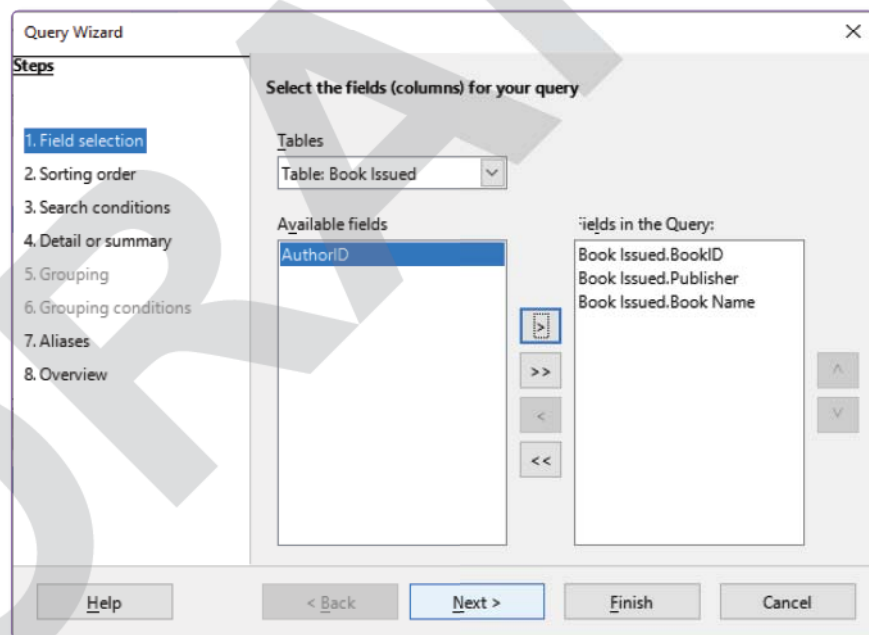 Query Wizard
Steps
1. Field selection
2. Sorting order
3. Search conditions
4. Detail or summary
5. Grouping
6. Grouping conditions
7. Aliases
8. Overview
Select the fields (columns) for your query
Tables
Table: Book Issued
Available fields
AuthorID
>
>>
<
<<
Fields in the Query:
Book Issued.BookID
Book Issued.Publisher
Book Issued.Book Name
Help
< Back
Next >
Finish
Cancel